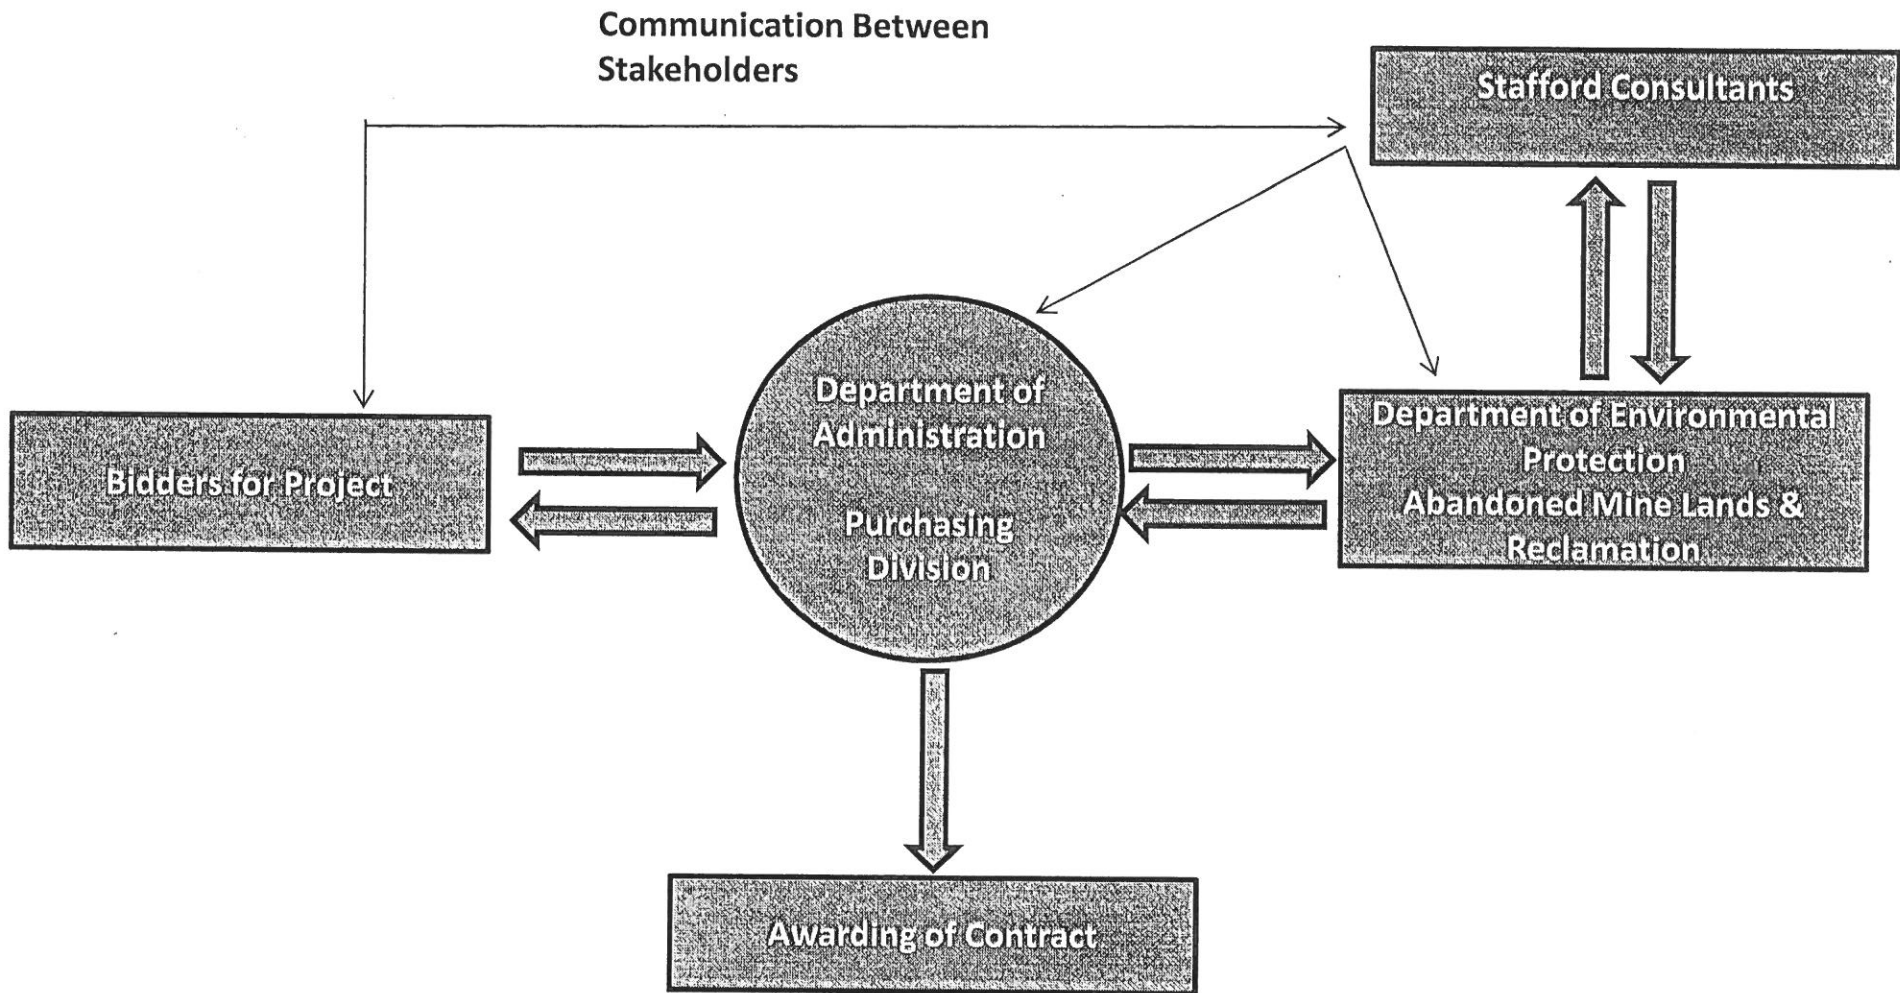 Communication Between
Stakeholders
Stafford Consultants
Bidders for Project
Department of
Administration
Purchasing
Division
Department of Environmental
Protection
Abandoned Mine Lands &
Reclamation
Awarding of Contract